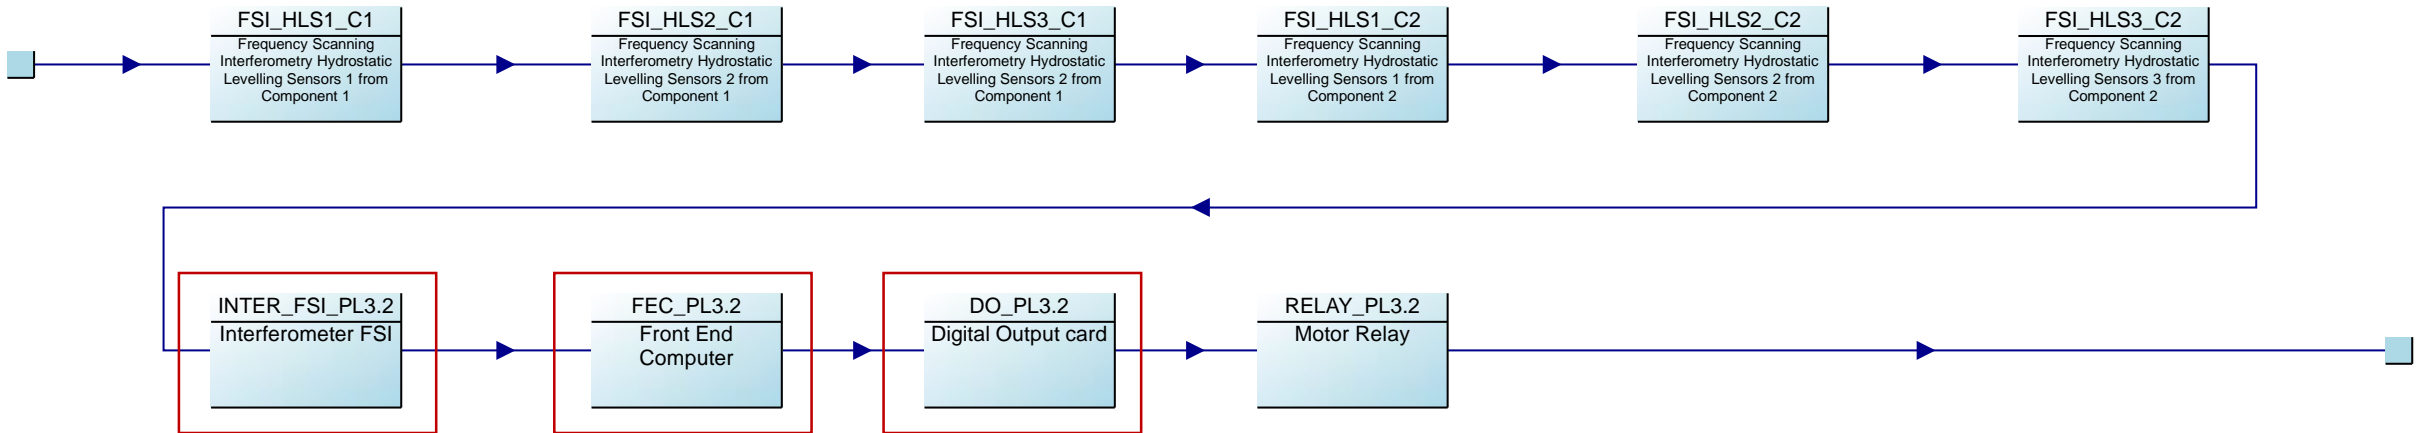 FSI_HLS1_C1
Frequency Scanning
Interferometry Hydrostatic
Levelling Sensors 1 from
Component 1
FSI_HLS2_C1
Frequency Scanning
Interferometry Hydrostatic
Levelling Sensors 2 from
Component 1
FSI_HLS3_C1
Frequency Scanning
Interferometry Hydrostatic
Levelling Sensors 2 from
Component 1
FSI_HLS1_C2
Frequency Scanning
Interferometry Hydrostatic
Levelling Sensors 1 from
Component 2
FSI_HLS2_C2
Frequency Scanning
Interferometry Hydrostatic
Levelling Sensors 2 from
Component 2
FSI_HLS3_C2
Frequency Scanning
Interferometry Hydrostatic
Levelling Sensors 3 from
Component 2
INTER_FSI_PL3.2
Interferometer FSI
FEC_PL3.2
Front End
Computer
DO_PL3.2
Digital Output card
RELAY_PL3.2
Motor Relay